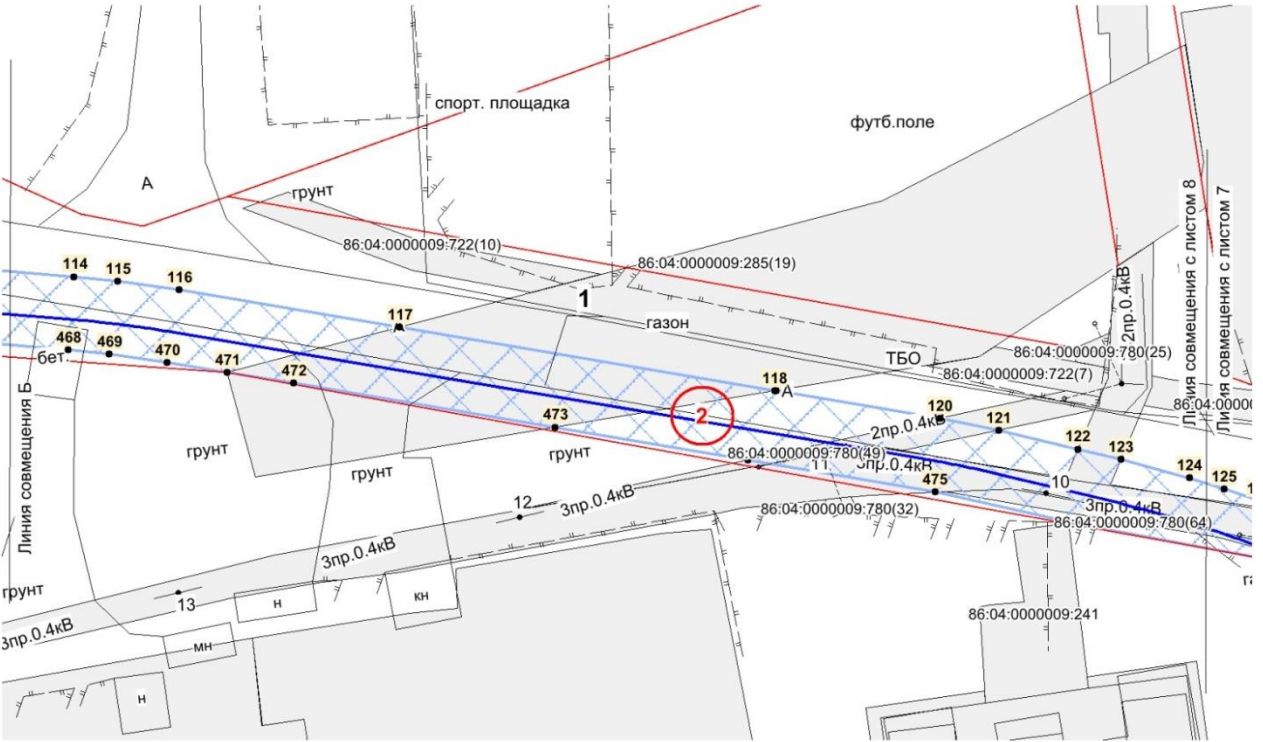 спорт. площадка
футб.поле
А
грунт
86:04:0000009:722(10)
86:04:0000009:285(19)
114
115
116
1
117
А
газон
468
469
470
471
472
бет.
ТБО
86:04:0000009:780(25)
86:04:0000009:722(7)
2пр.0.4кВ
Линия совмещения с листом 8
Линия совмещения с листом 7
118
А
120
121
122
123
124
125
2
2пр.0.4кВ
473
86:04:0000009:780(49)
11
475
10
3пр.0.4кВ
86:04:0000009:780(32)
86:04:0000009:780(64)
Линия совмещения Б
грунт
грунт
грунт
12
3пр.0.4кВ
3пр.0.4кВ
грунт
13
н
кн
3пр.0.4кВ
мн
н
86:04:0000009:241